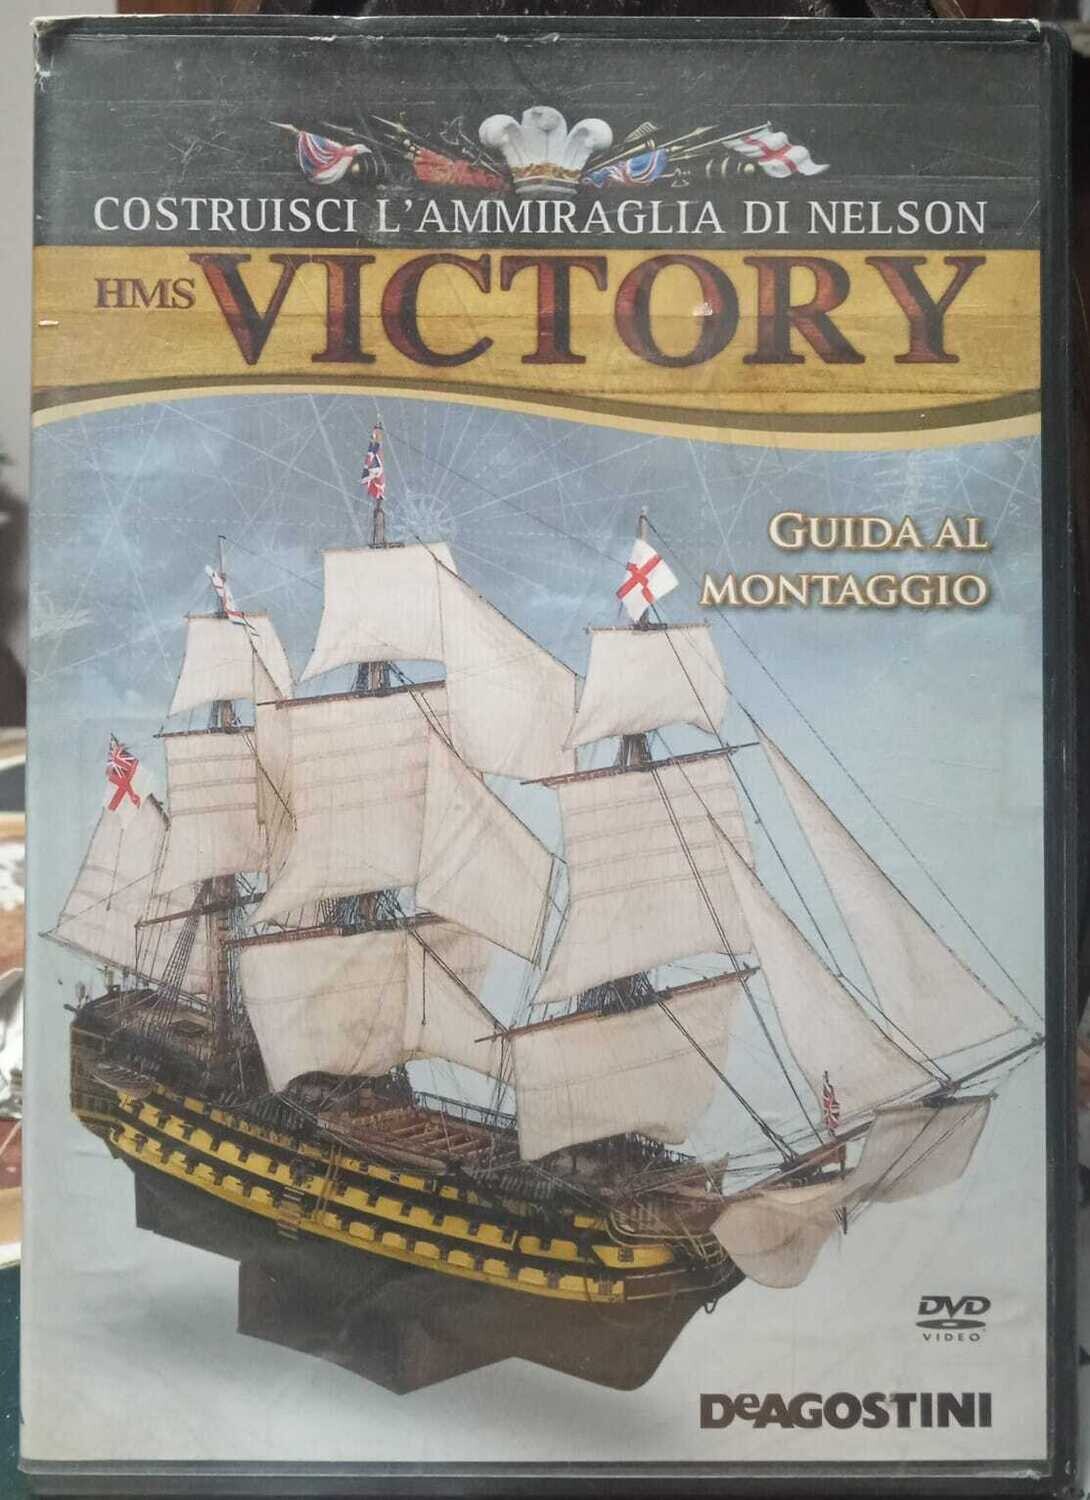 COSTRUISCI L'AMMIRAGLIA DI NELSON
HMS VICTORY
GUIDA AL
MONTAGGIO
DVD
VIDEO
DeAGOSTINI